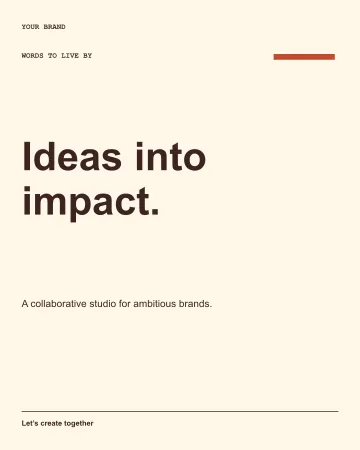 YOUR BRAND
WORDS TO LIVE BY
Ideas into
impact.
A collaborative studio for ambitious brands.
Let's create together